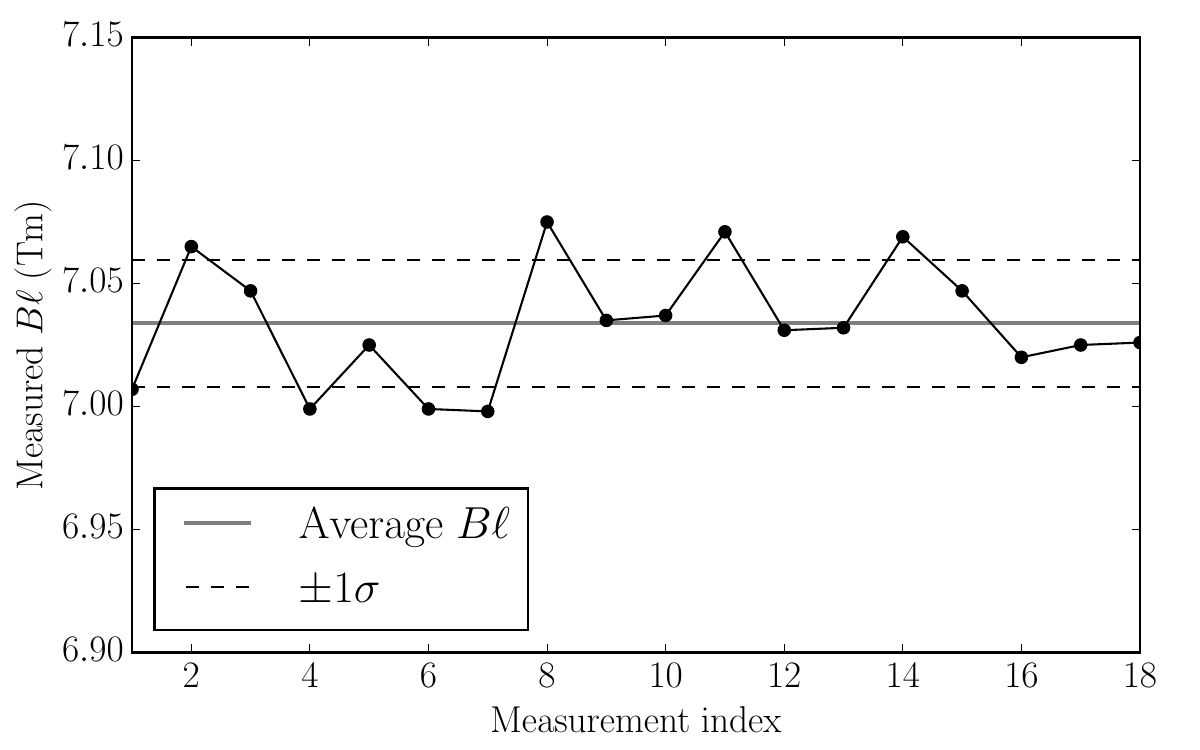 7.15
7.10
7.05
7.00
6.95
6.90
Measured Bℓ (Tm)
Average Bℓ
±1σ
2 4 6 8 10 12 14 16 18
Measurement index